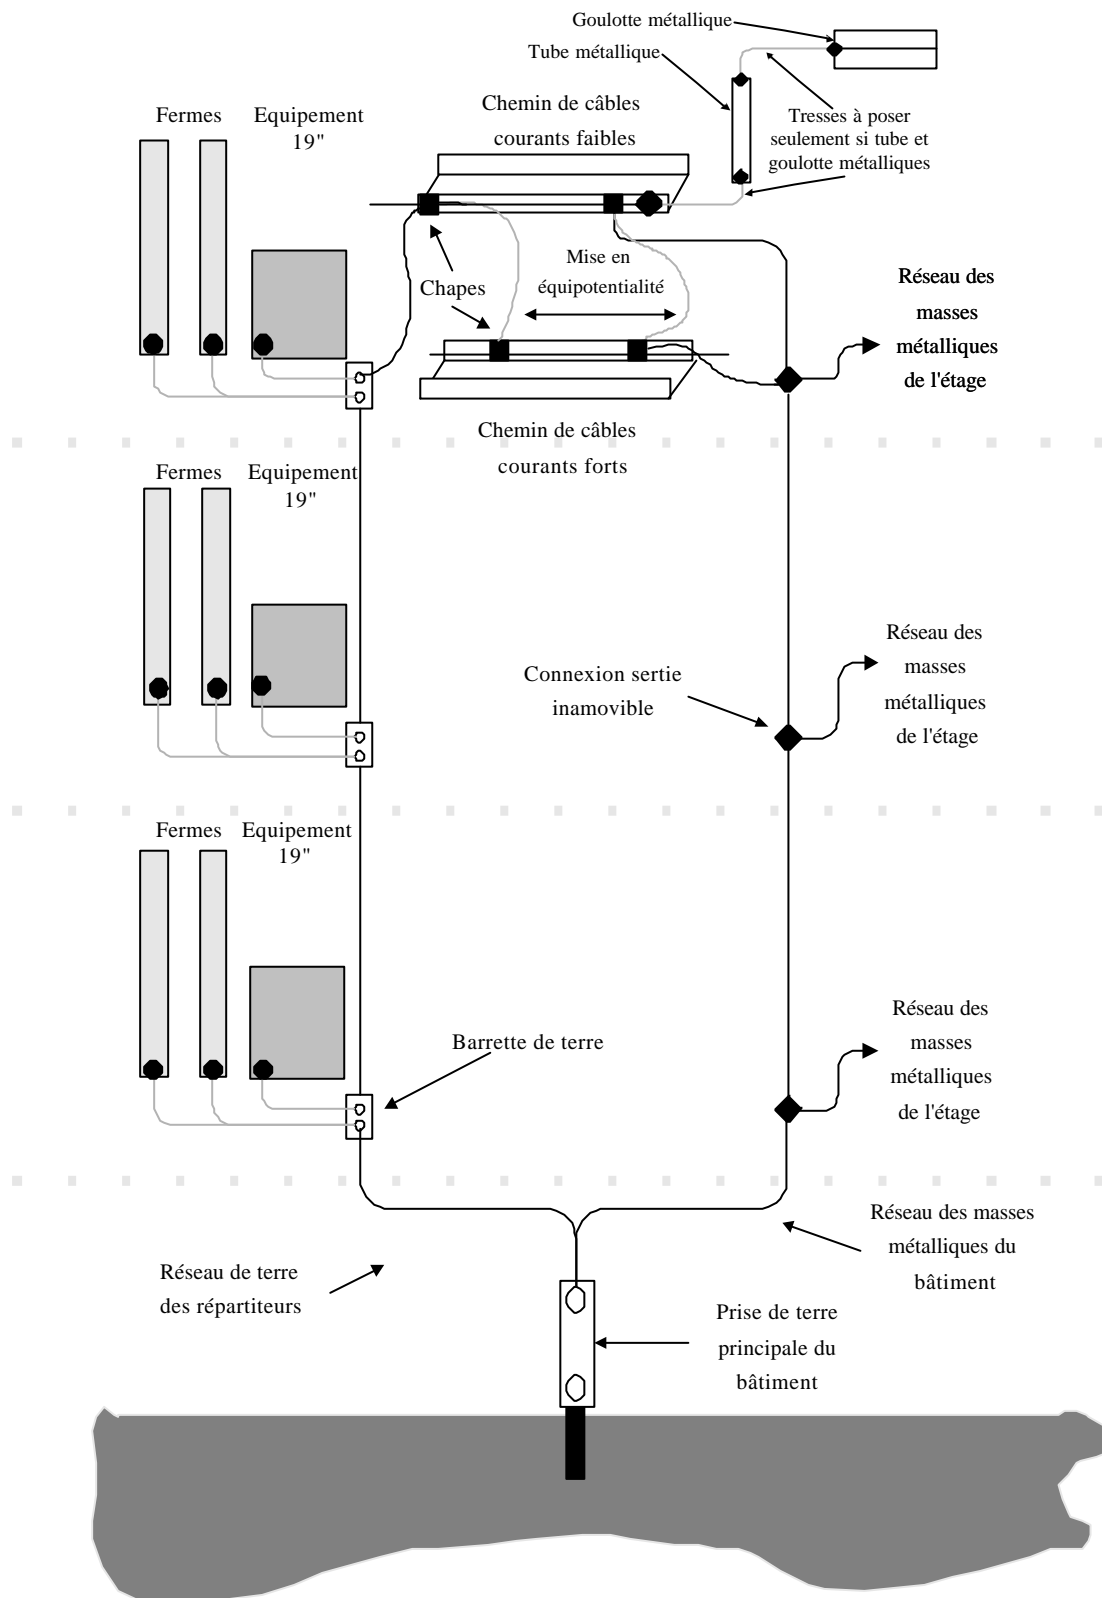 Goulotte métallique
Tube métallique
Tresses à poser
seulement si tube et
goulotte métalliques
Chemin de câbles
courants faibles
Fermes
Equipement
19"
Mise en
équipotentialité
Chapes
Réseau des
masses
métalliques
de l'étage
Chemin de câbles
courants forts
Fermes
Equipement
19"
Connexion sertie
inamovible
Réseau des
masses
métalliques
de l'étage
Fermes
Equipement
19"
Barrette de terre
Réseau des
masses
métalliques
de l'étage
Réseau des masses
métalliques du
bâtiment
Réseau de terre
des répartiteurs
Prise de terre
principale du
bâtiment